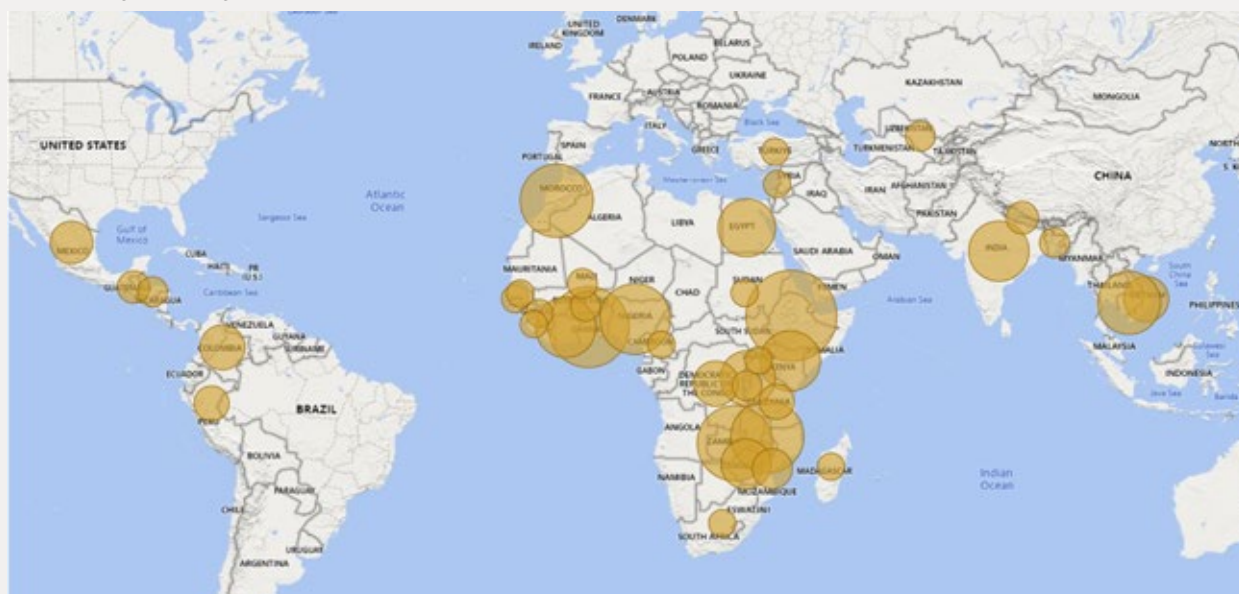 UNITED
KINGDOM
DENMARK
IRELAND
BELARUS
POLAND
UKRAINE
KAZAKHSTAN
MONGOLIA
FRANCE
AUSTRIA
ROMANIA
ITALY
Black Sea
UZBEKISTAN
TURKMENISTAN
TAJIKISTAN
NORTH
UNITED STATES
PORTUGAL
SPAIN
GREECE
TÜRKIYE
S. K
CHINA
SYRIA
IRAQ
IRAN
AFGHANISTAN
Atlantic
Ocean
MOROCCO
ALGERIA
LIBYA
EGYPT
PAKISTAN
Sargasso Sea
Gulf of
Mexico
MEXICO
CUBA
HAITI
PR
(U.S.)
SAUDI ARABIA
OMAN
INDIA
MYANMAR
MAURITANIA
MALI
NIGER
CHAD
SUDAN
YEMEN
Arabian Sea
THAILAND
South
China
Sea
PHILIPPINES
GUATEMALA
NICARAGUA
Caribbean Sea
VENEZUELA
GUYANA
SURINAME
COLOMBIA
GHANA
NIGERIA
CAMEROON
SOUTH SUDAN
SOMALIA
KENYA
MALAYSIA
ECUADOR
GABON
DEMOCRATIC
REPUBLIC OF
THE CONGO
TANZANIA
INDONESIA
Java Sea
Banda
PERU
BRAZIL
ANGOLA
BOLIVIA
NAMIBIA
MOZAMBIQUE
MADAGASCAR
Indian
Ocean
PARAGUAY
CHILE
ESWATINI
SOUTH AFRICA
URUGUAY
ARGENTINA